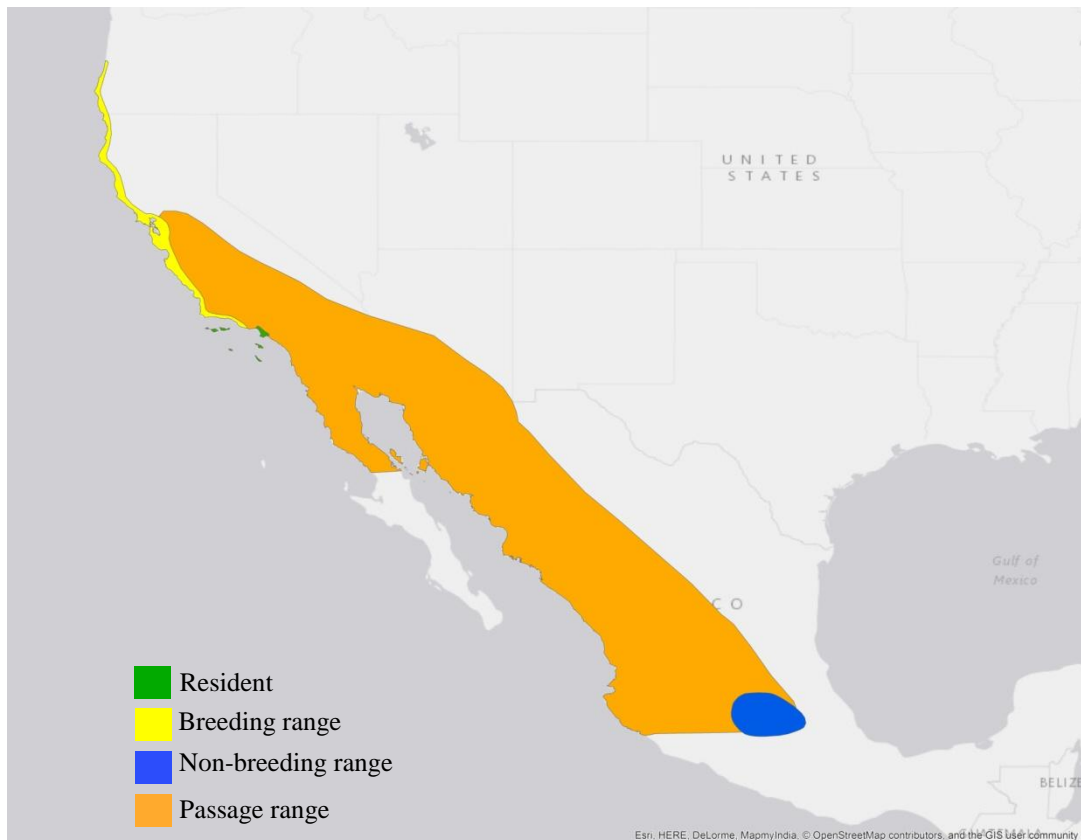 UNITED
STATES
Gulf of
Mexico
CO
Resident
Breeding range
Non-breeding range
Passage range
BELIZE
GUATEMALA
Esri, HERE, DeLorme, MapmyIndia, © OpenStreetMap contributors, and the GIS user community